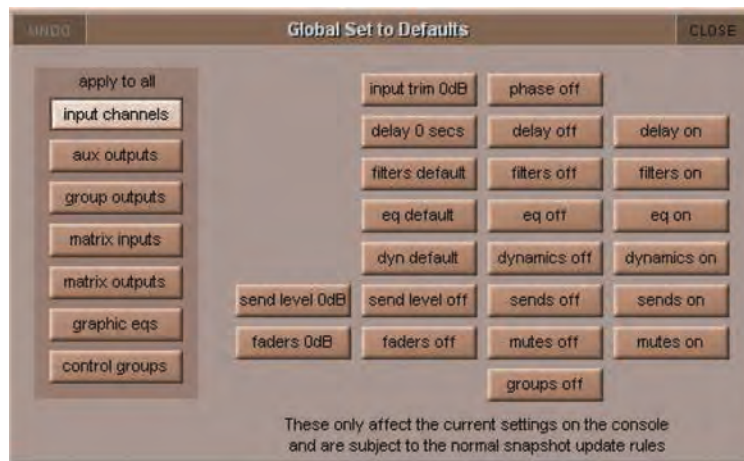 UNDO Global Set to Defaults CLOSE
apply to all
input channels
aux outputs
group outputs
matrix inputs
matrix outputs
graphic eqs
control groups
input trim 0dB phase off
delay 0 secs delay off delay on
filters default filters off filters on
eq default eq off eq on
dyn default dynamics off dynamics on
send level 0dB send level off sends off sends on
faders 0dB faders off mutes off mutes on
groups off
These only affect the current settings on the console
and are subject to the normal snapshot update rules